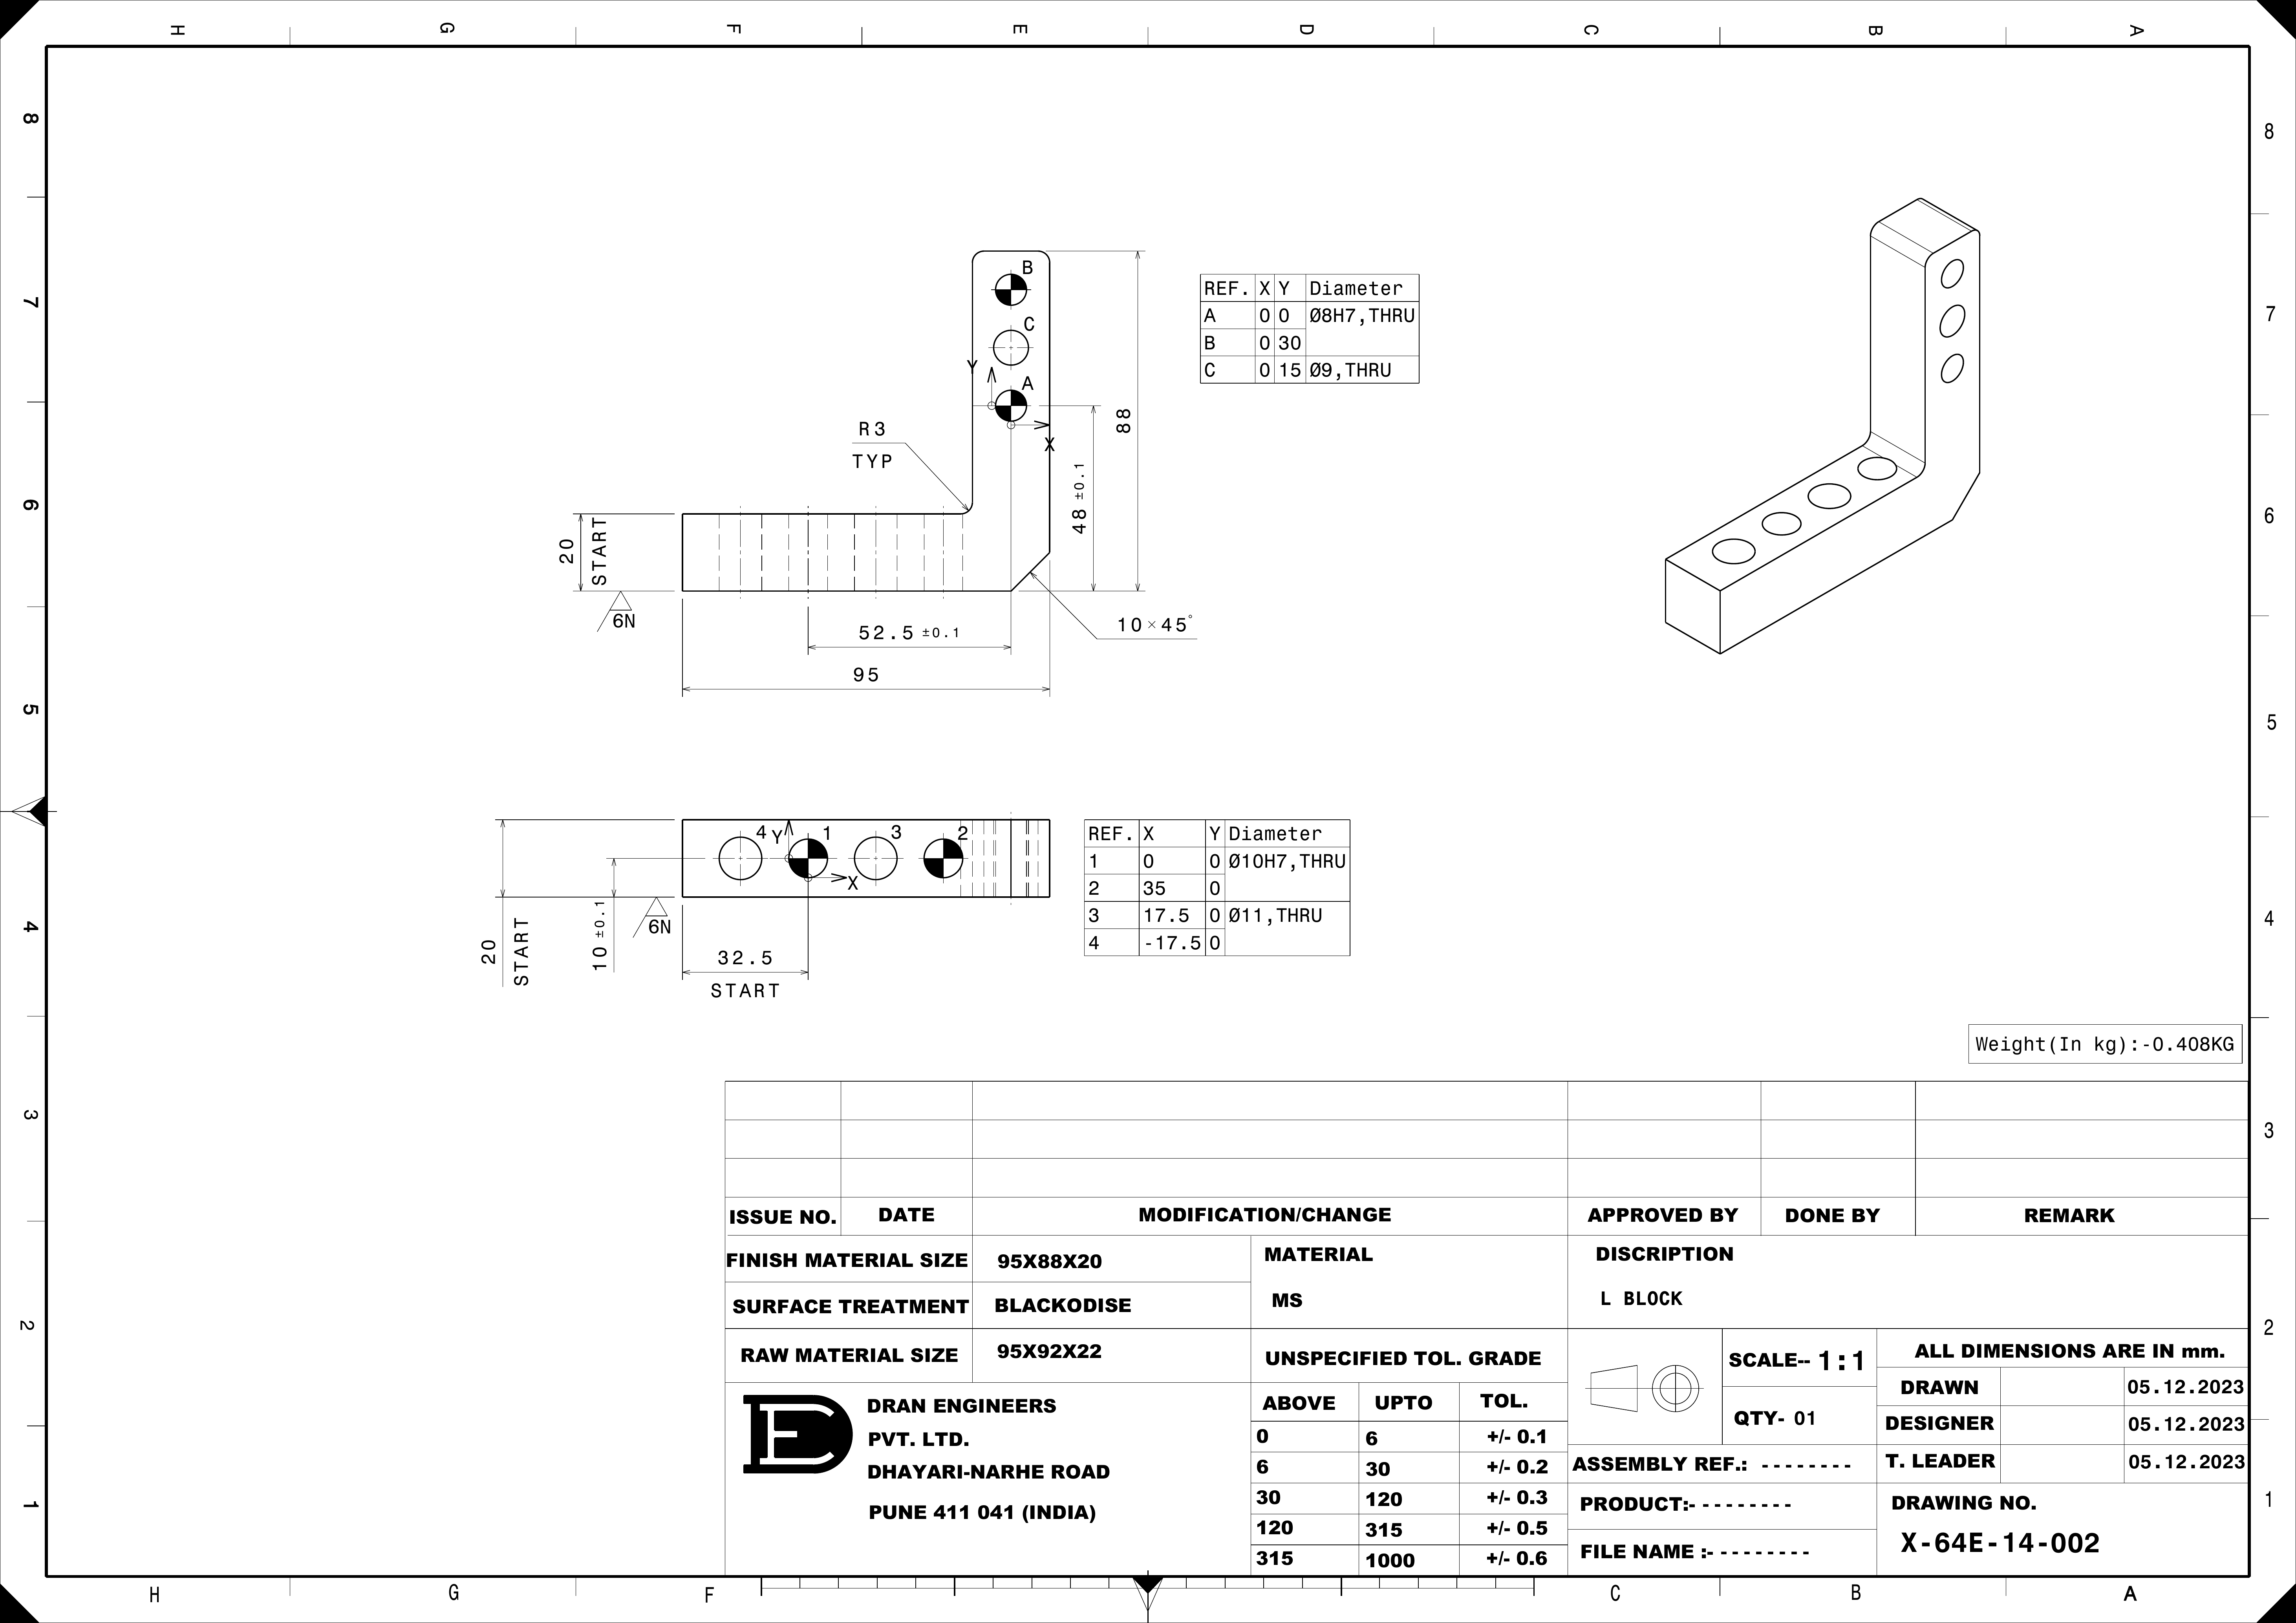 H G F E D C B A
8
8
7
7
6
6
5
5
4
4
3
3
2
2
1
1
B
C
Y
A
X
REF. X Y Diameter
A 0 0 Ø8H7,THRU
B 0 30
C 0 15 Ø9,THRU
R3
TYP
88
48 ±0.1
20
START
6N
52.5 ±0.1
10×45°
95
4 Y 1 3 2
X
REF. X Y Diameter
1 0 0 Ø10H7,THRU
2 35 0
3 17.5 0 Ø11,THRU
4 -17.5 0
20
START
10 ±0.1
6N
32.5
START
Weight(In kg):-0.408KG
ISSUE NO. DATE MODIFICATION/CHANGE APPROVED BY DONE BY REMARK
FINISH MATERIAL SIZE 95X88X20 MATERIAL DISCRIPTION
SURFACE TREATMENT BLACKODISE MS L BLOCK
RAW MATERIAL SIZE 95X92X22 UNSPECIFIED TOL. GRADE SCALE-- 1:1 ALL DIMENSIONS ARE IN mm.
DRAN ENGINEERS
PVT. LTD.
DHAYARI-NARHE ROAD
PUNE 411 041 (INDIA)
ABOVE UPTO TOL.
0 6 +/- 0.1
6 30 +/- 0.2
30 120 +/- 0.3
120 315 +/- 0.5
315 1000 +/- 0.6
QTY- 01
DRAWN 05.12.2023
DESIGNER 05.12.2023
T. LEADER 05.12.2023
ASSEMBLY REF.: --------
PRODUCT:- --------
FILE NAME :- --------
DRAWING NO.
X-64E-14-002
H G F C B A